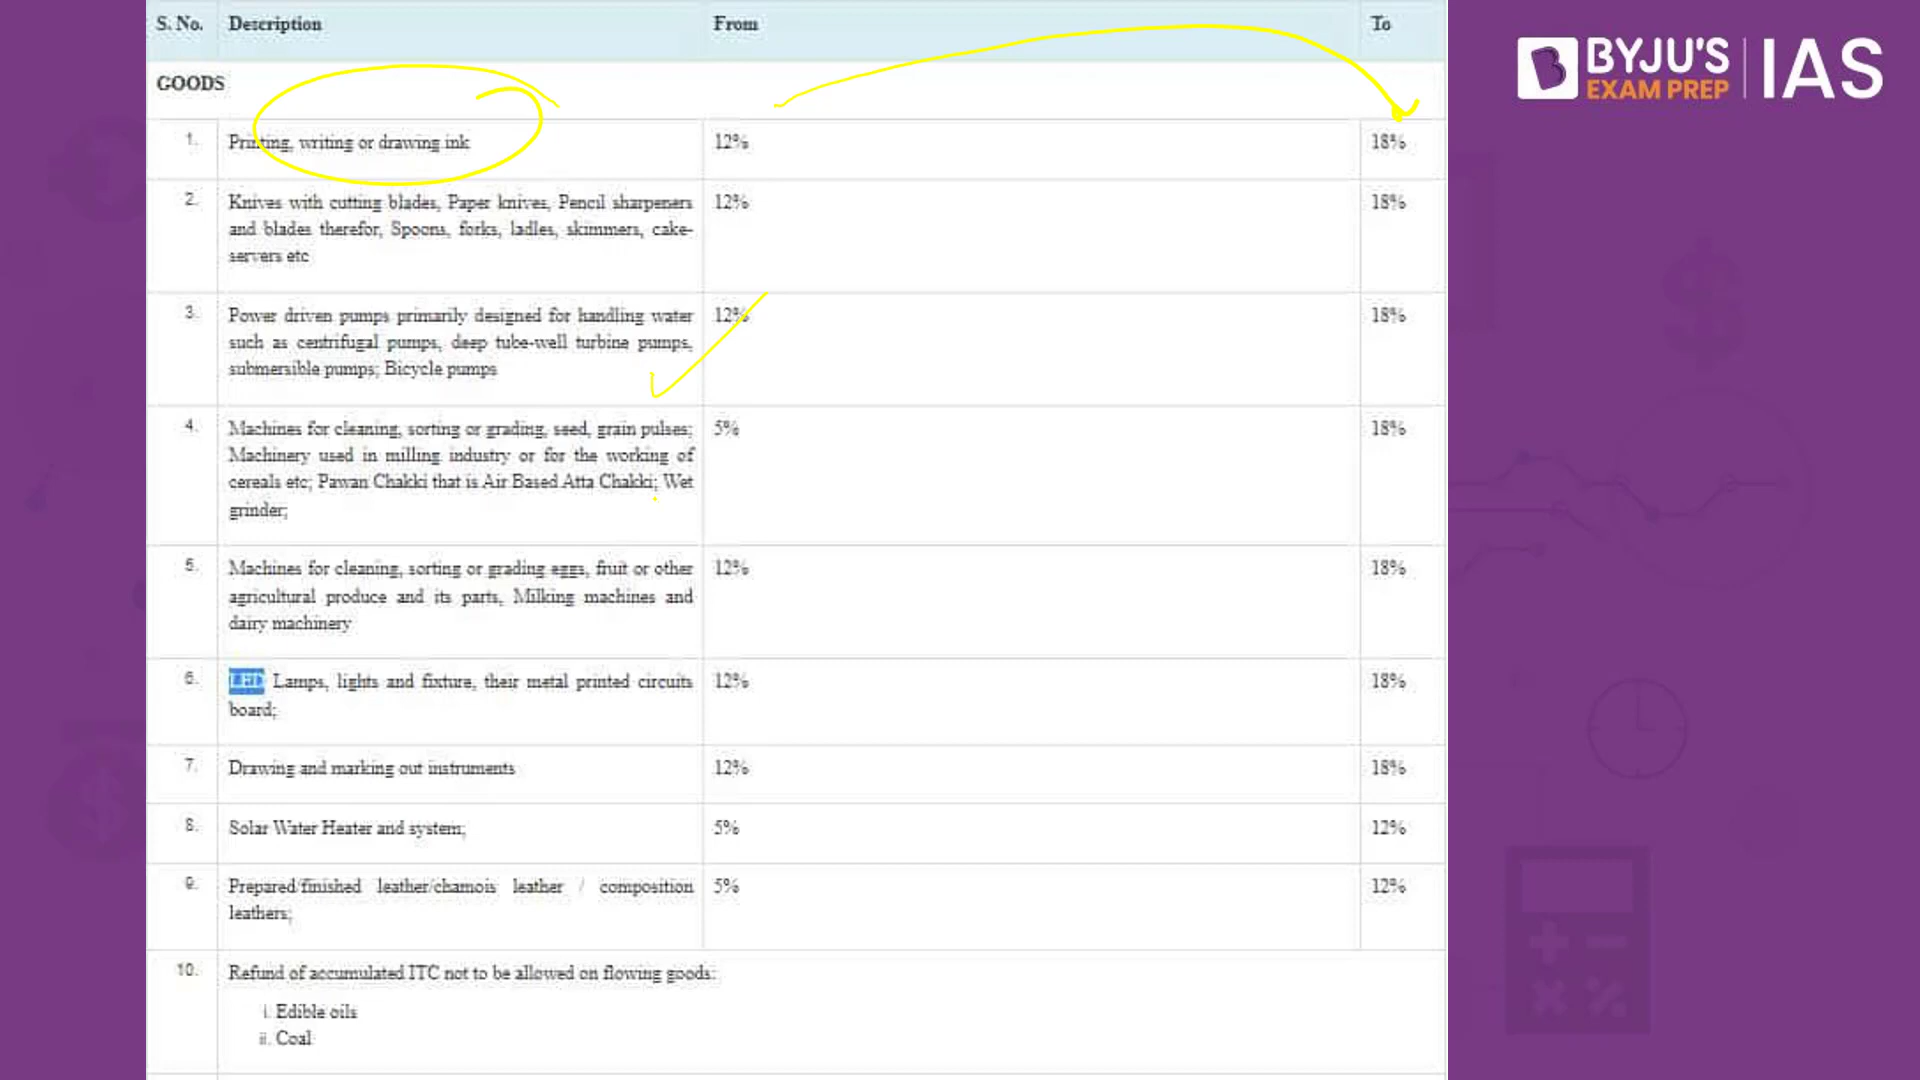 S. No. Description From To
GOODS
1. Printing, writing or drawing ink 12% 18%
2. Knives with cutting blades, Paper knives, Pencil sharpeners 12% 18%
and blades therefor, Spoons, forks, ladles, skimmers, cake-
servers etc
3. Power driven pumps primarily designed for handling water 12% 18%
such as centrifugal pumps, deep tube-well turbine pumps,
submersible pumps; Bicycle pumps
4. Machines for cleaning, sorting or grading, seed, grain pulses; 5% 18%
Machinery used in milling industry or for the working of
cereals etc; Pawan Chakki that is Air Based Atta Chakki; Wet
grinder;
5. Machines for cleaning, sorting or grading eggs, fruit or other 12% 18%
agricultural produce and its parts, Milking machines and
dairy machinery
6. LED Lamps, lights and fixture, their metal printed circuits 12% 18%
board;
7. Drawing and marking out instruments 12% 18%
8. Solar Water Heater and system; 5% 12%
9. Prepared/finished leather/chamois leather / composition 5% 12%
leathers;
10. Refund of accumulated ITC not to be allowed on flowing goods:
i. Edible oils
ii. Coal
BYJU'S
EXAM PREP
IAS